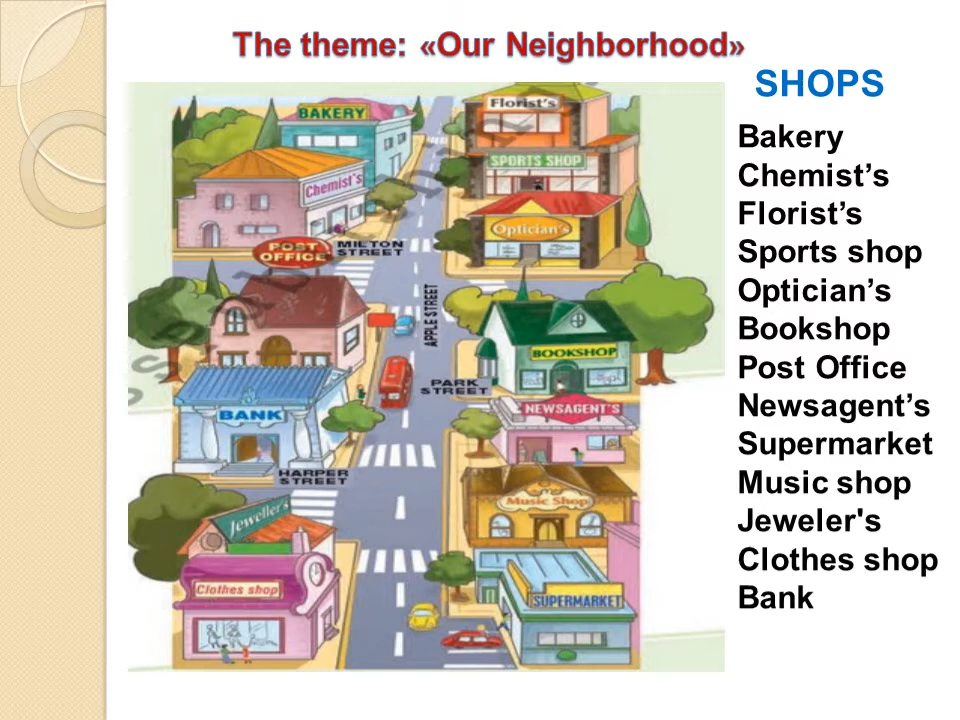 The theme: «Our Neighborhood»
SHOPS
Bakery
Chemist’s
Florist’s
Sports shop
Optician’s
Bookshop
Post Office
Newsagent’s
Supermarket
Music shop
Jeweler's
Clothes shop
Bank
BAKERY
Florist's
SPORTS SHOP
Chemist's
Optician's
POST
OFFICE
MILTON
STREET
APPLE STREET
BOOKSHOP
PARK
STREET
BANK
NEWSAGENT'S
HARPER
STREET
Music Shop
Jeweller's
Clothes shop
SUPERMARKET